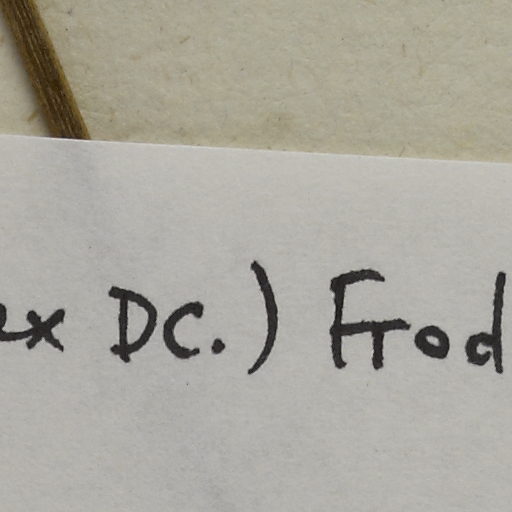 ex DC.) Frod